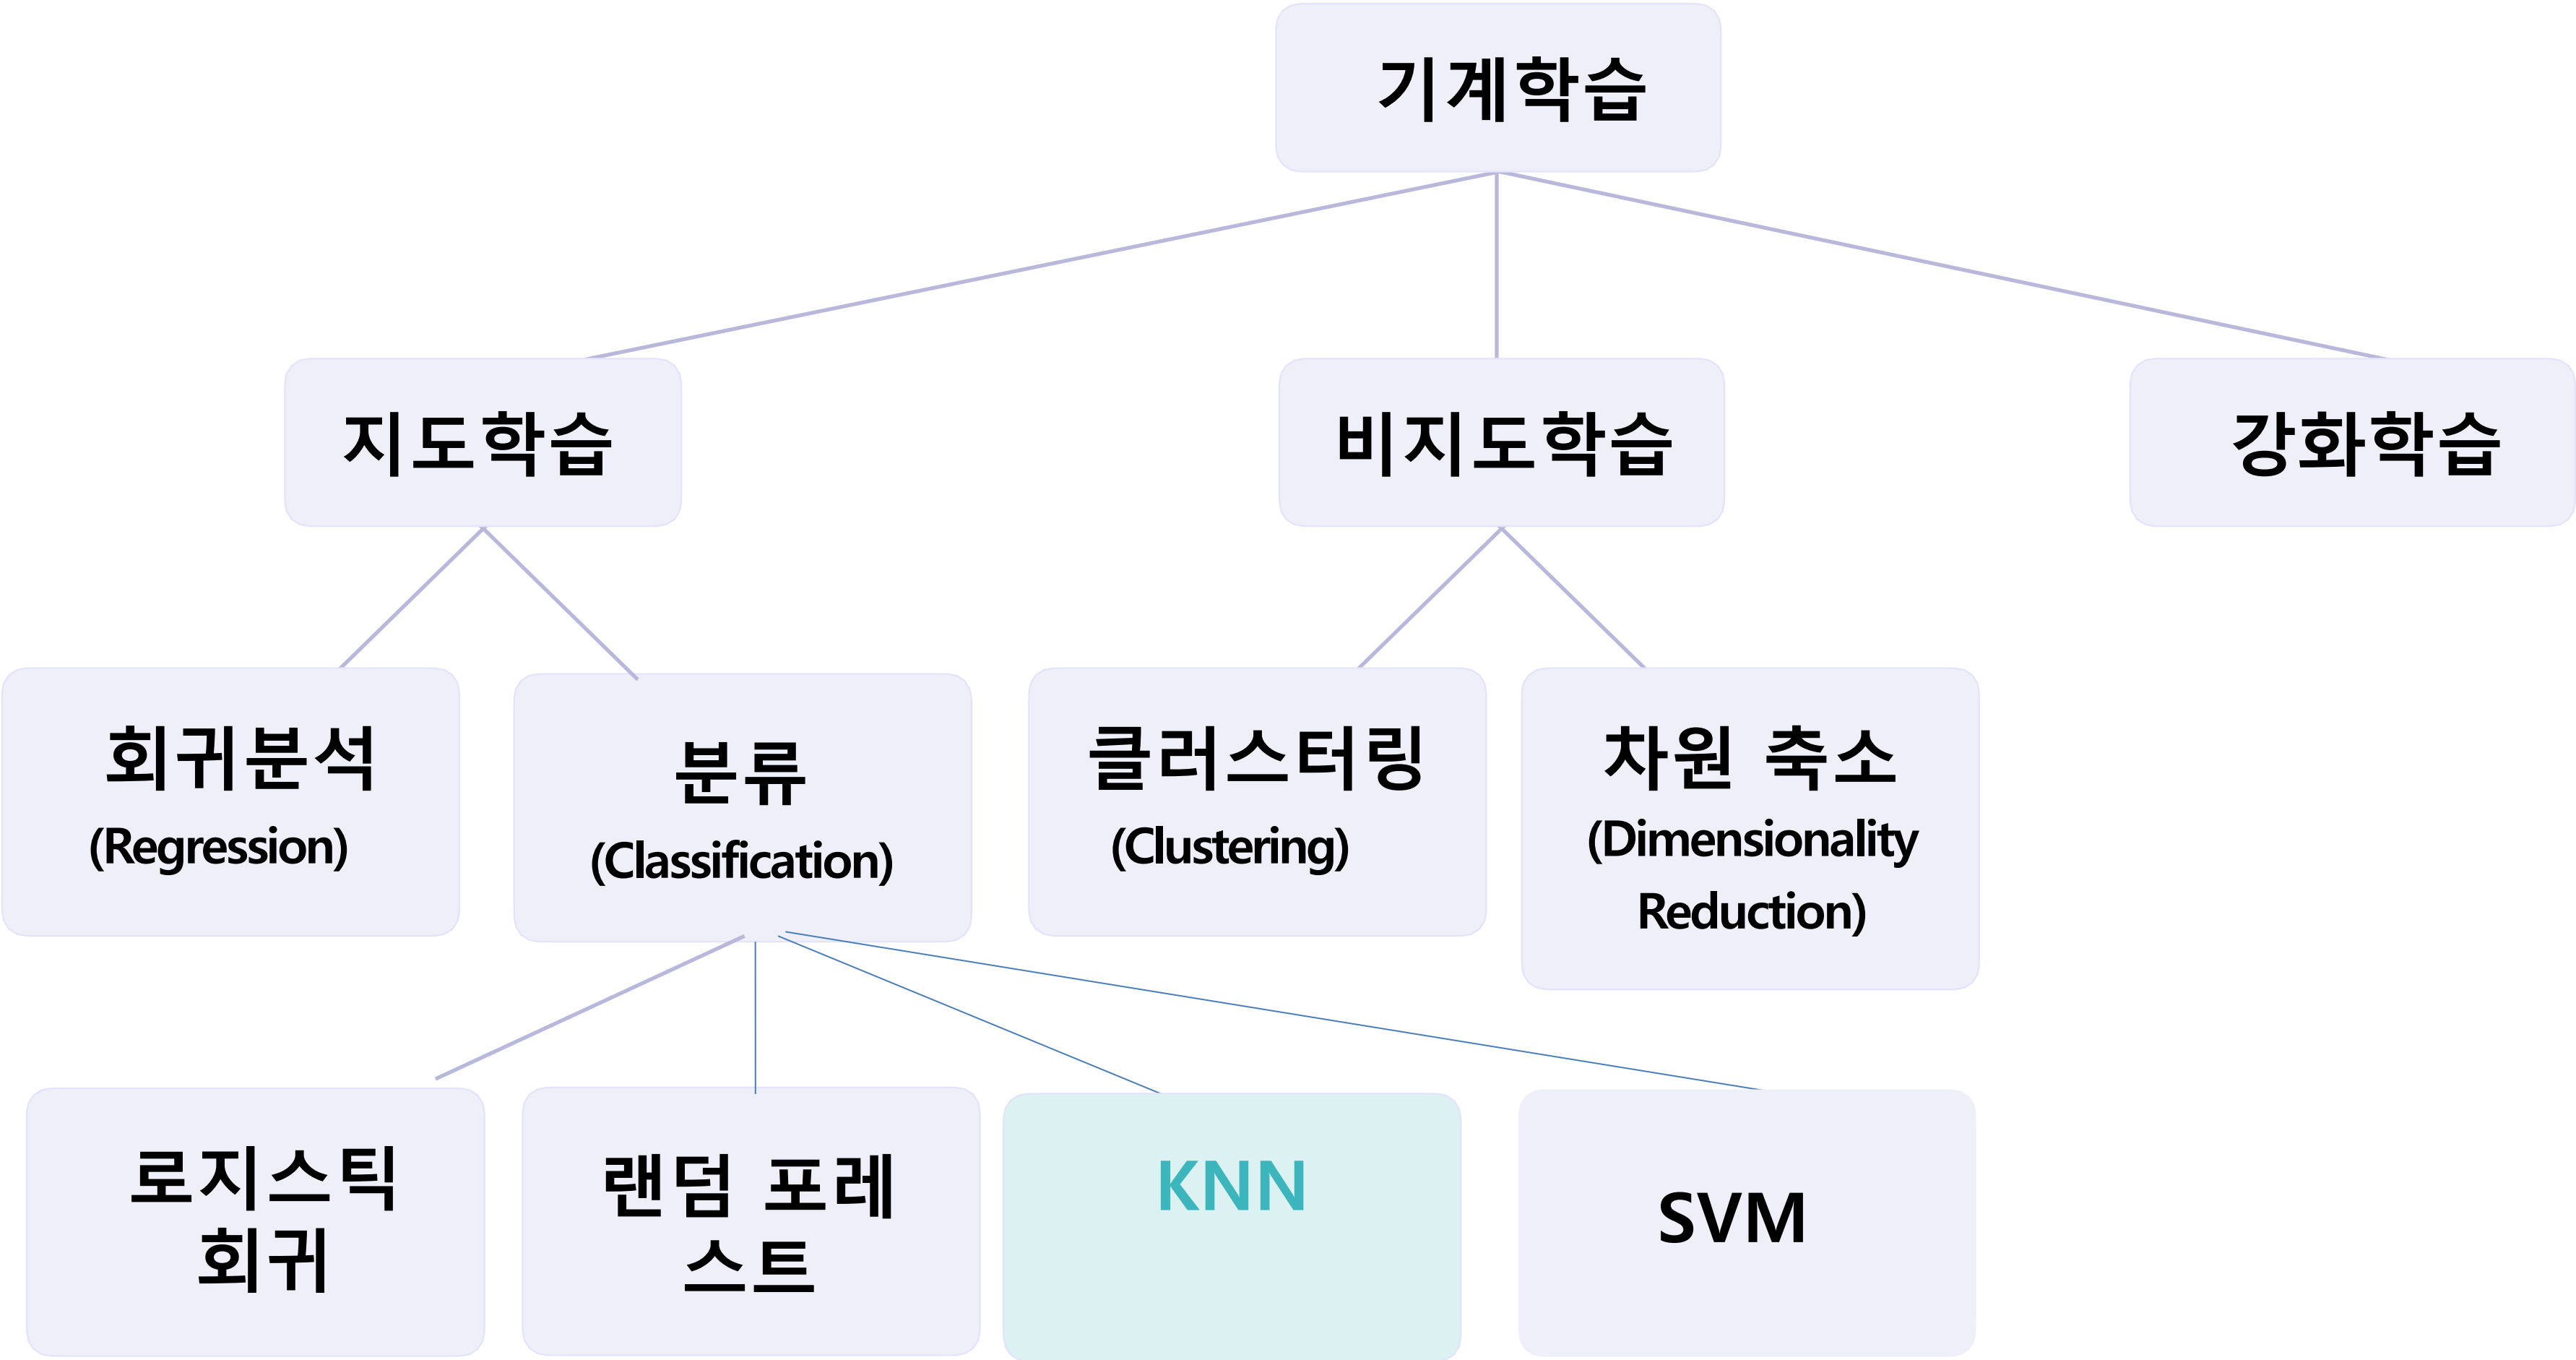 기계학습
지도학습
비지도학습
강화학습
회귀분석
(Regression)
분류
(Classification)
클러스터링
(Clustering)
차원 축소
(Dimensionality
Reduction)
로지스틱
회귀
랜덤 포레
스트
KNN
SVM